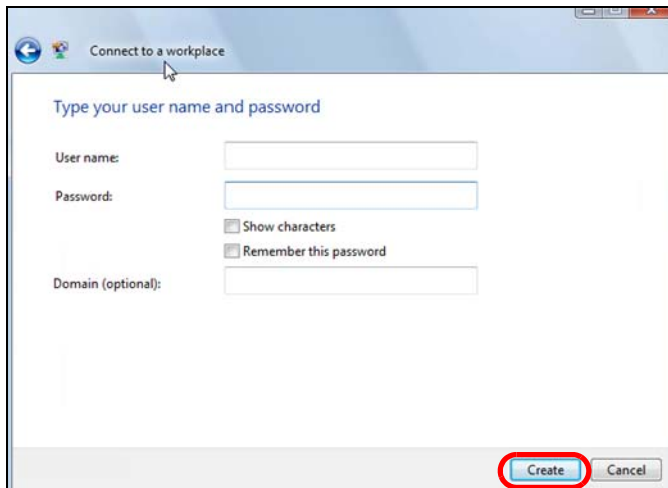 Connect to a workplace
Type your user name and password
User name:
Password:
Show characters
Remember this password
Domain (optional):
Create Cancel